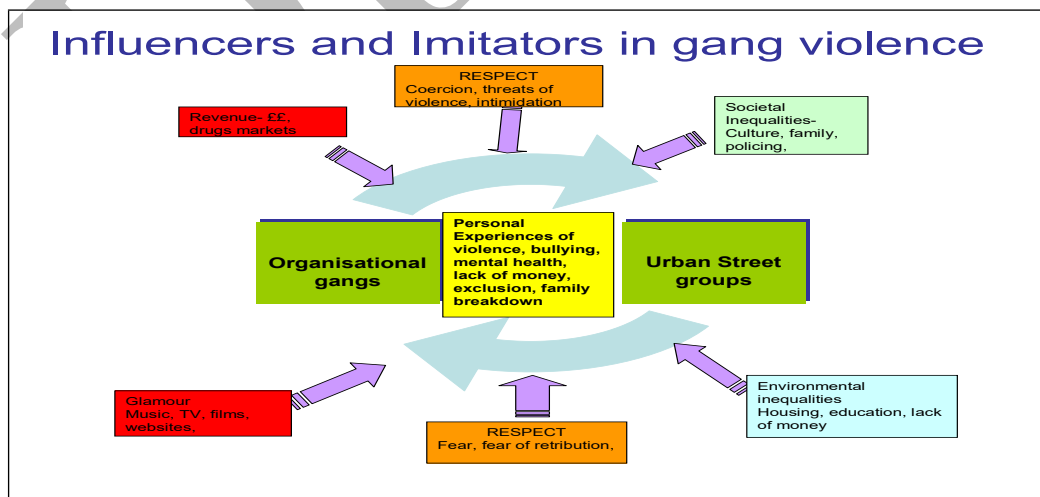 Influencers and Imitators in gang violence
RESPECT
Coercion, threats of
violence, intimidation
Revenue- ££,
drugs markets
Societal
Inequalities-
Culture, family,
policing,
Organisational
gangs
Personal
Experiences of
violence, bullying,
mental health,
lack of money,
exclusion, family
breakdown
Urban Street
groups
Glamour
Music, TV, films,
websites,
RESPECT
Fear, fear of retribution,
Environmental
inequalities
Housing, education, lack
of money